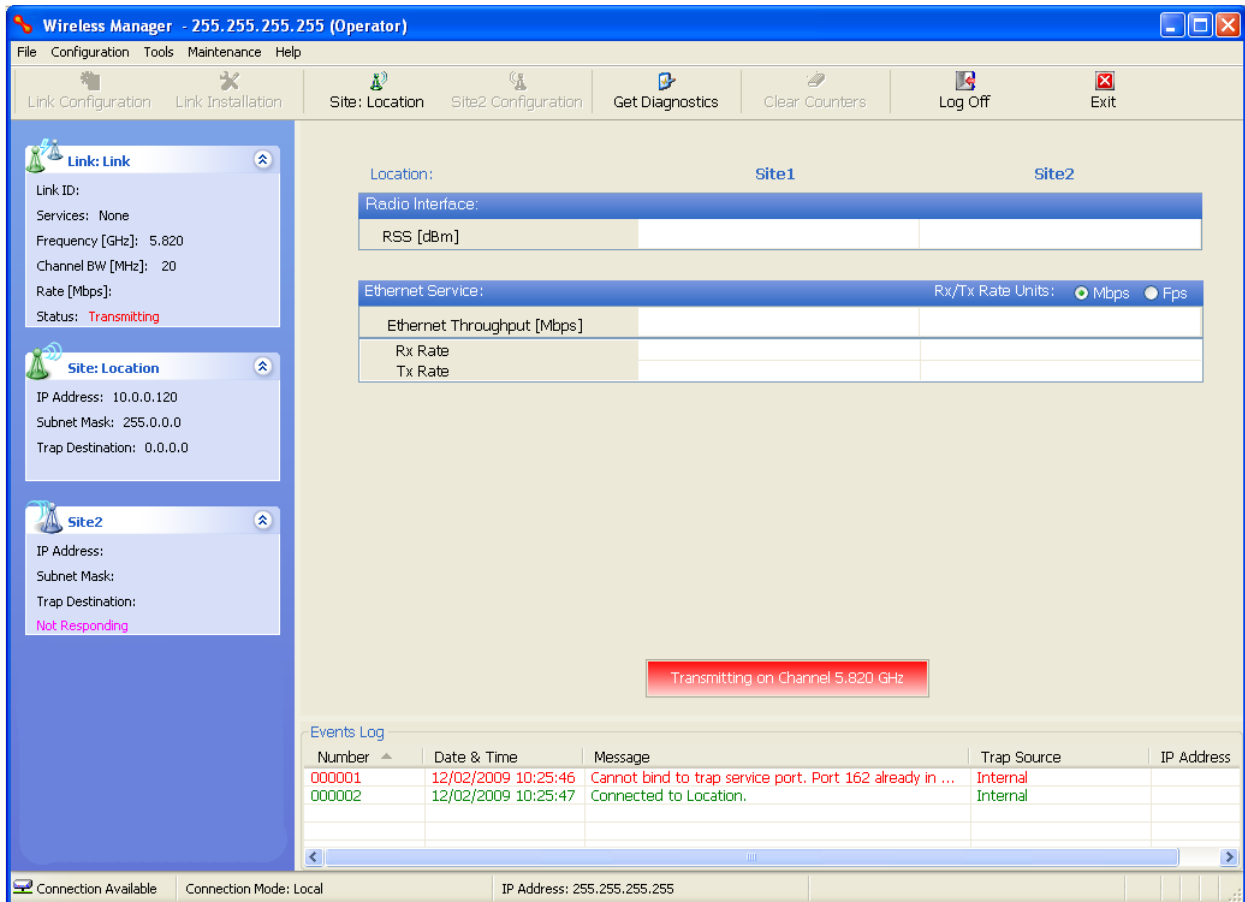 Wireless Manager - 255.255.255.255 (Operator)
File Configuration Tools Maintenance Help
Link Configuration Link Installation Site: Location Site2 Configuration Get Diagnostics Clear Counters Log Off Exit
Link: Link
Link ID:
Services: None
Frequency [GHz]: 5.820
Channel BW [MHz]: 20
Rate [Mbps]:
Status: Transmitting
Site: Location
IP Address: 10.0.0.120
Subnet Mask: 255.0.0.0
Trap Destination: 0.0.0.0
Site2
IP Address:
Subnet Mask:
Trap Destination:
Not Responding
Location: Site1 Site2
Radio Interface:
RSS [dBm]
Ethernet Service: Rx/Tx Rate Units: Mbps Fps
Ethernet Throughput [Mbps]
Rx Rate
Tx Rate
Transmitting on Channel 5.820 GHz
Events Log
Number Date & Time Message Trap Source IP Address
000001 12/02/2009 10:25:46 Cannot bind to trap service port. Port 162 already in ... Internal
000002 12/02/2009 10:25:47 Connected to Location. Internal
Connection Available Connection Mode: Local IP Address: 255.255.255.255